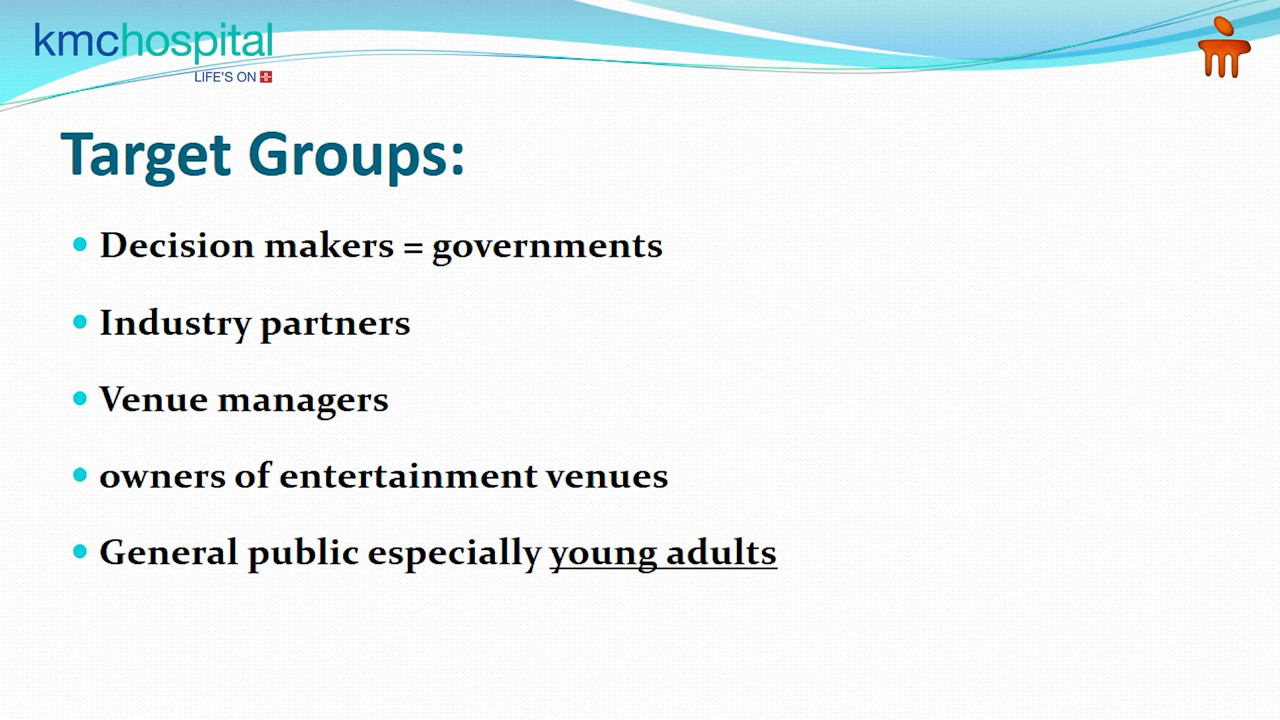 kmchospital
LIFE'S ON
Target Groups:
Decision makers = governments
Industry partners
Venue managers
owners of entertainment venues
General public especially young adults